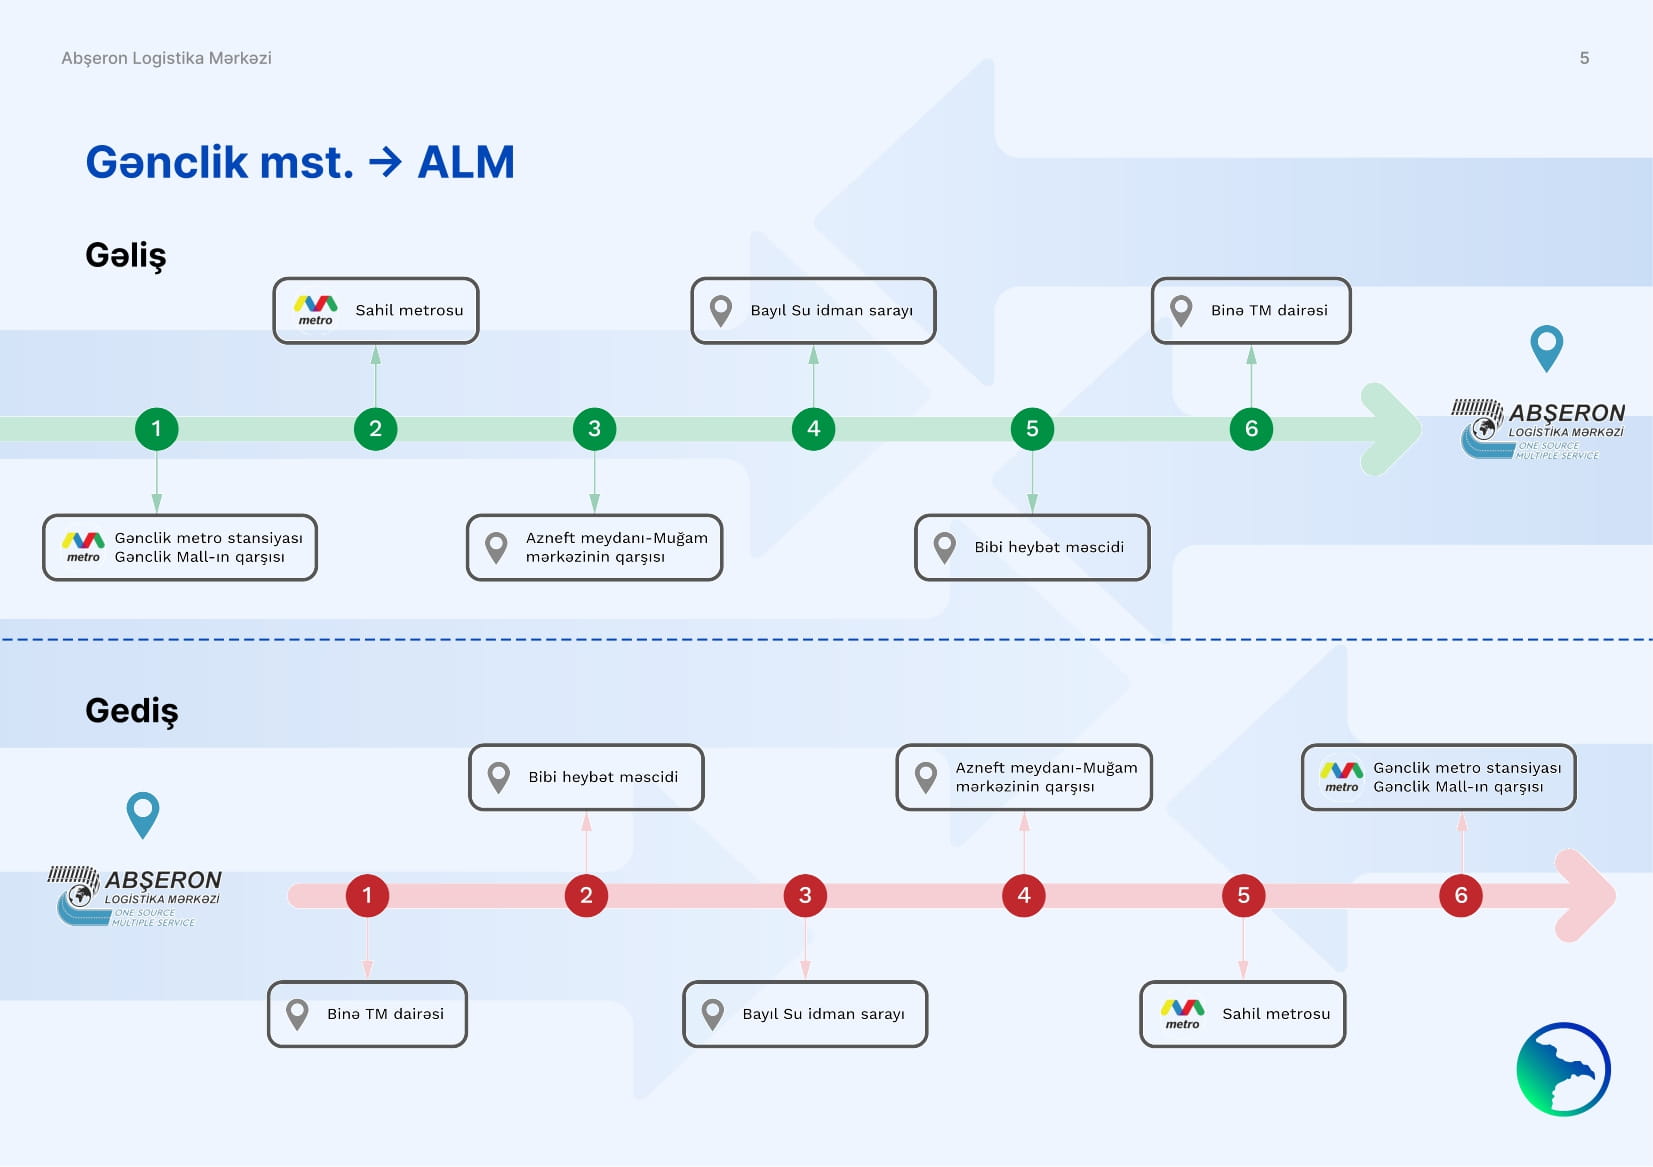 Abşeron Logistika Mərkəzi
5
Gənclik mst. → ALM
Gəliş
metro
Sahil metrosu
Bayıl Su idman sarayı
Binə TM dairəsi
1
2
3
4
5
6
ABŞERON
LOGİSTİKA MƏRKƏZİ
ONE SOURCE
MULTIPLE SERVICE
metro
Gənclik metro stansiyası
Gənclik Mall-ın qarşısı
Azneft meydanı-Muğam
mərkəzinin qarşısı
Bibi heybət məscidi
Gediş
Bibi heybət məscidi
Azneft meydanı-Muğam
mərkəzinin qarşısı
metro
Gənclik metro stansiyası
Gənclik Mall-ın qarşısı
ABŞERON
LOGİSTİKA MƏRKƏZİ
ONE SOURCE
MULTIPLE SERVICE
1
2
3
4
5
6
Binə TM dairəsi
Bayıl Su idman sarayı
metro
Sahil metrosu